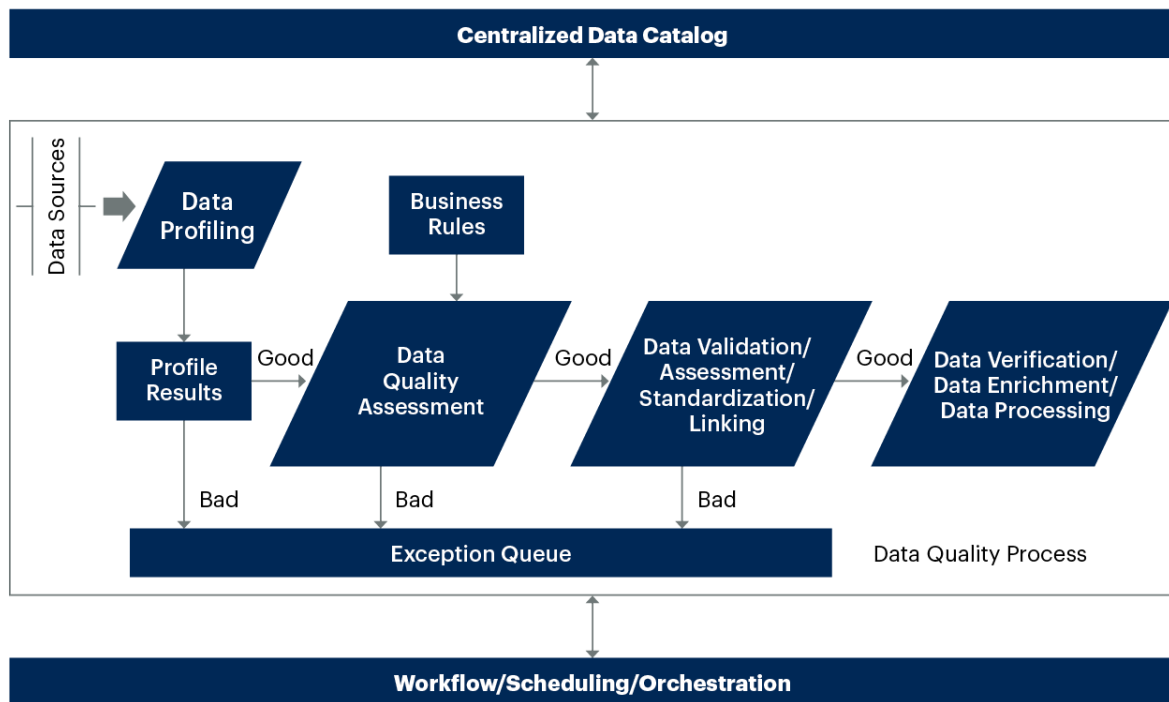 Centralized Data Catalog
Data Sources
Data
Profiling
Business
Rules
Profile
Results
Good
Data
Quality
Assessment
Good
Data Validation/
Assessment/
Standardization/
Linking
Good
Data Verification/
Data Enrichment/
Data Processing
Bad
Bad
Bad
Exception Queue
Data Quality Process
Workflow/Scheduling/Orchestration